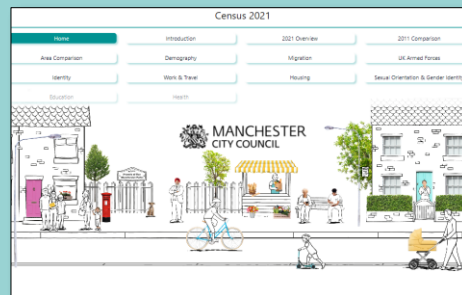 Census 2021
Home Introduction 2021 Overview 2011 Comparison
Area Comparison Demography Migration UK Armed Forces
Identity Work & Travel Housing Sexual Orientation & Gender Identity
Education Health
MANCHESTER
CITY COUNCIL